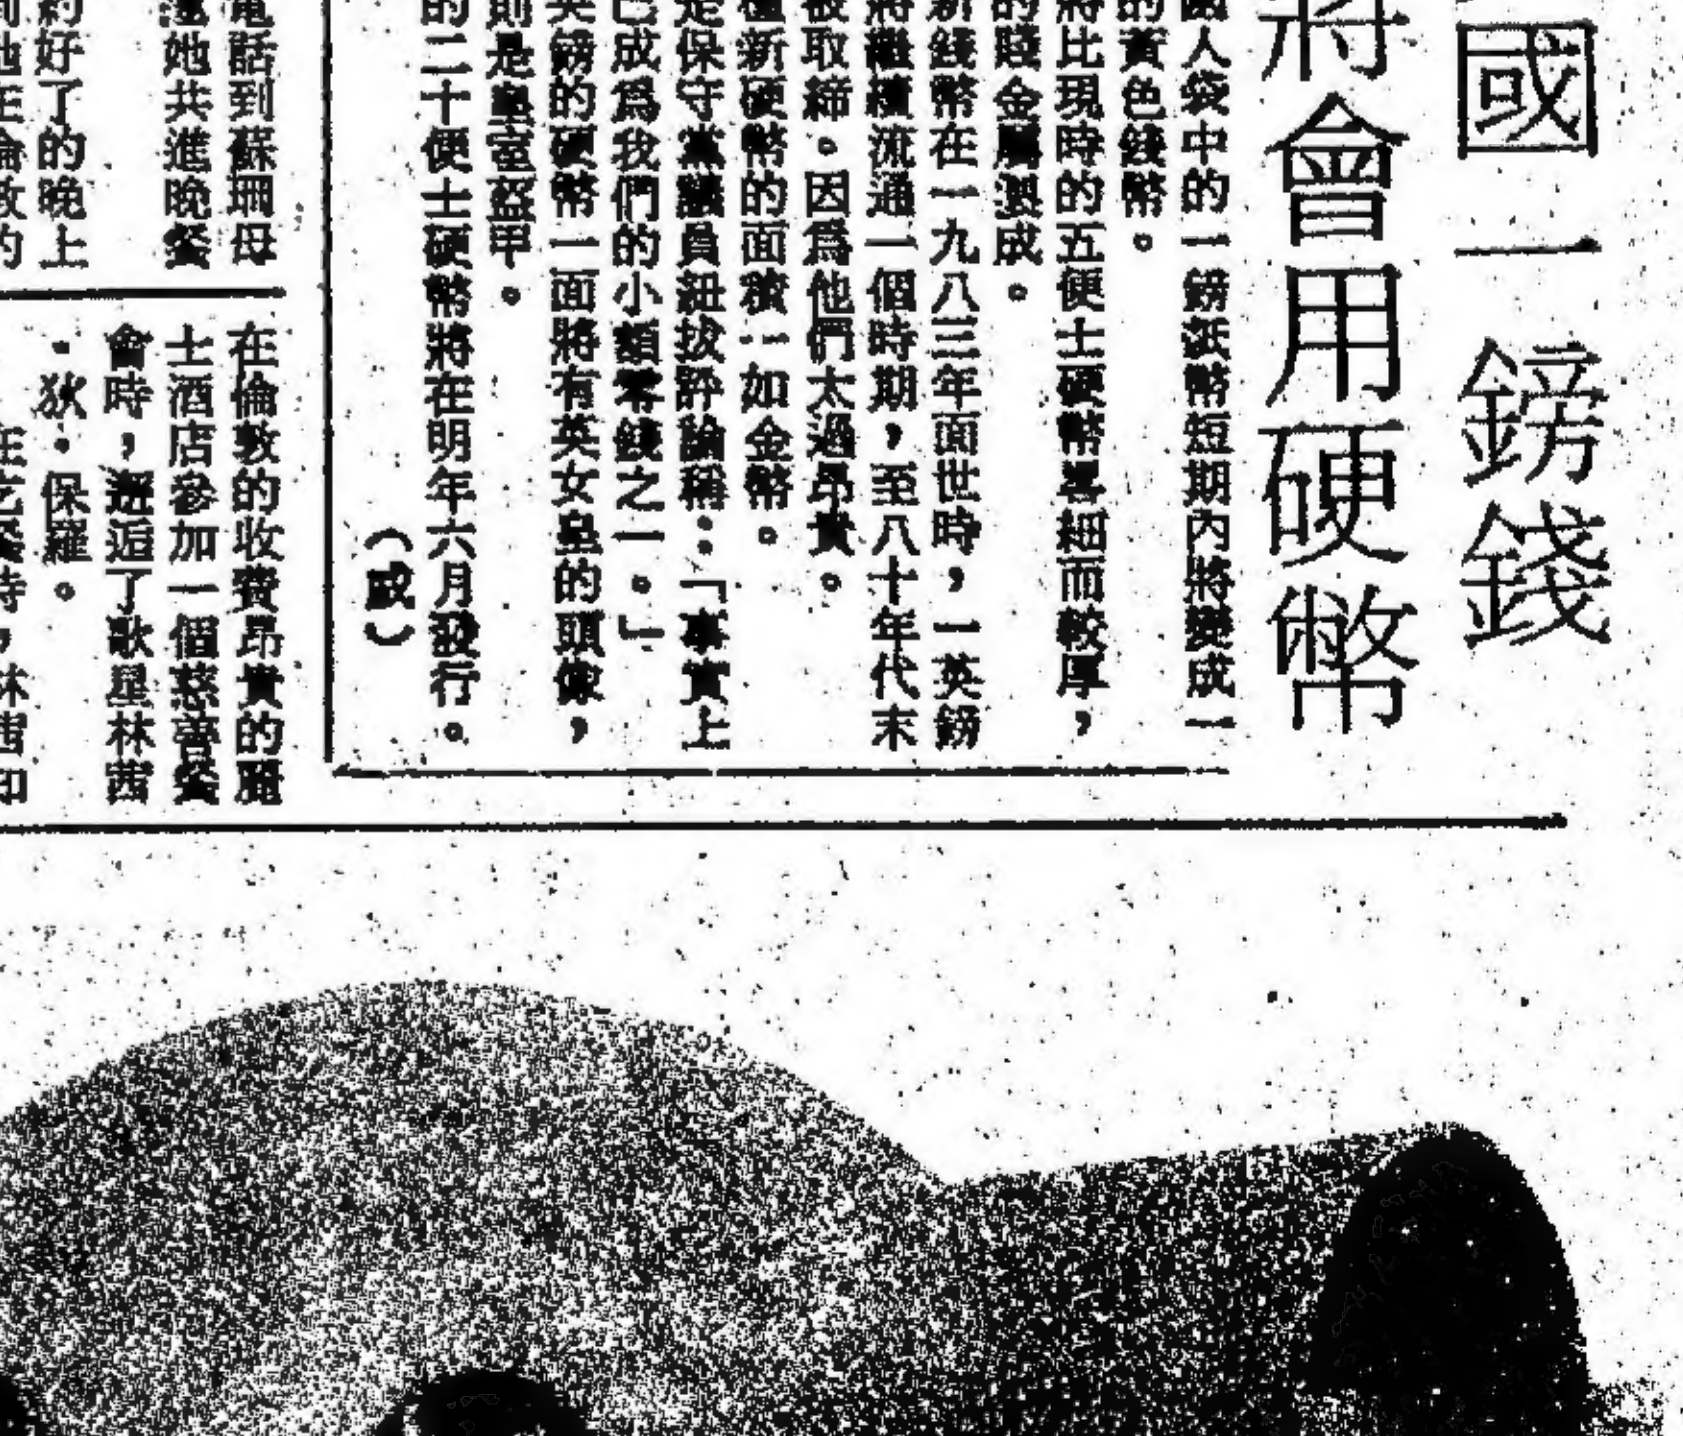 國一鎊錢
將會用硬幣
國人袋中的一鎊紙幣短期內將變成一
的黃色錢幣。
將比現時的五便士硬幣畧細而較厚，
的賤金屬製成。
新錢幣在一九八三年面世時，一英鎊
將繼續流通一個時期，至八十年代末
被取締。因爲他們太過昂貴。
種新硬幣的面積…如金幣。
是保守黨議員紐拔評論稱：「事實上
已成爲我們的小額零錢之一。」
英鎊的硬幣一面將有英女皇的頭像，
則是皇室盔甲。
的二十便士硬幣將在明年六月發行。
（成）
電話到蘇珊母
她共進晚餐
約好了的晚上
在倫敦的收費昂貴的麗
士酒店參加一個慈善餐
會時，邂逅了歌星林茜
・狄・保羅。